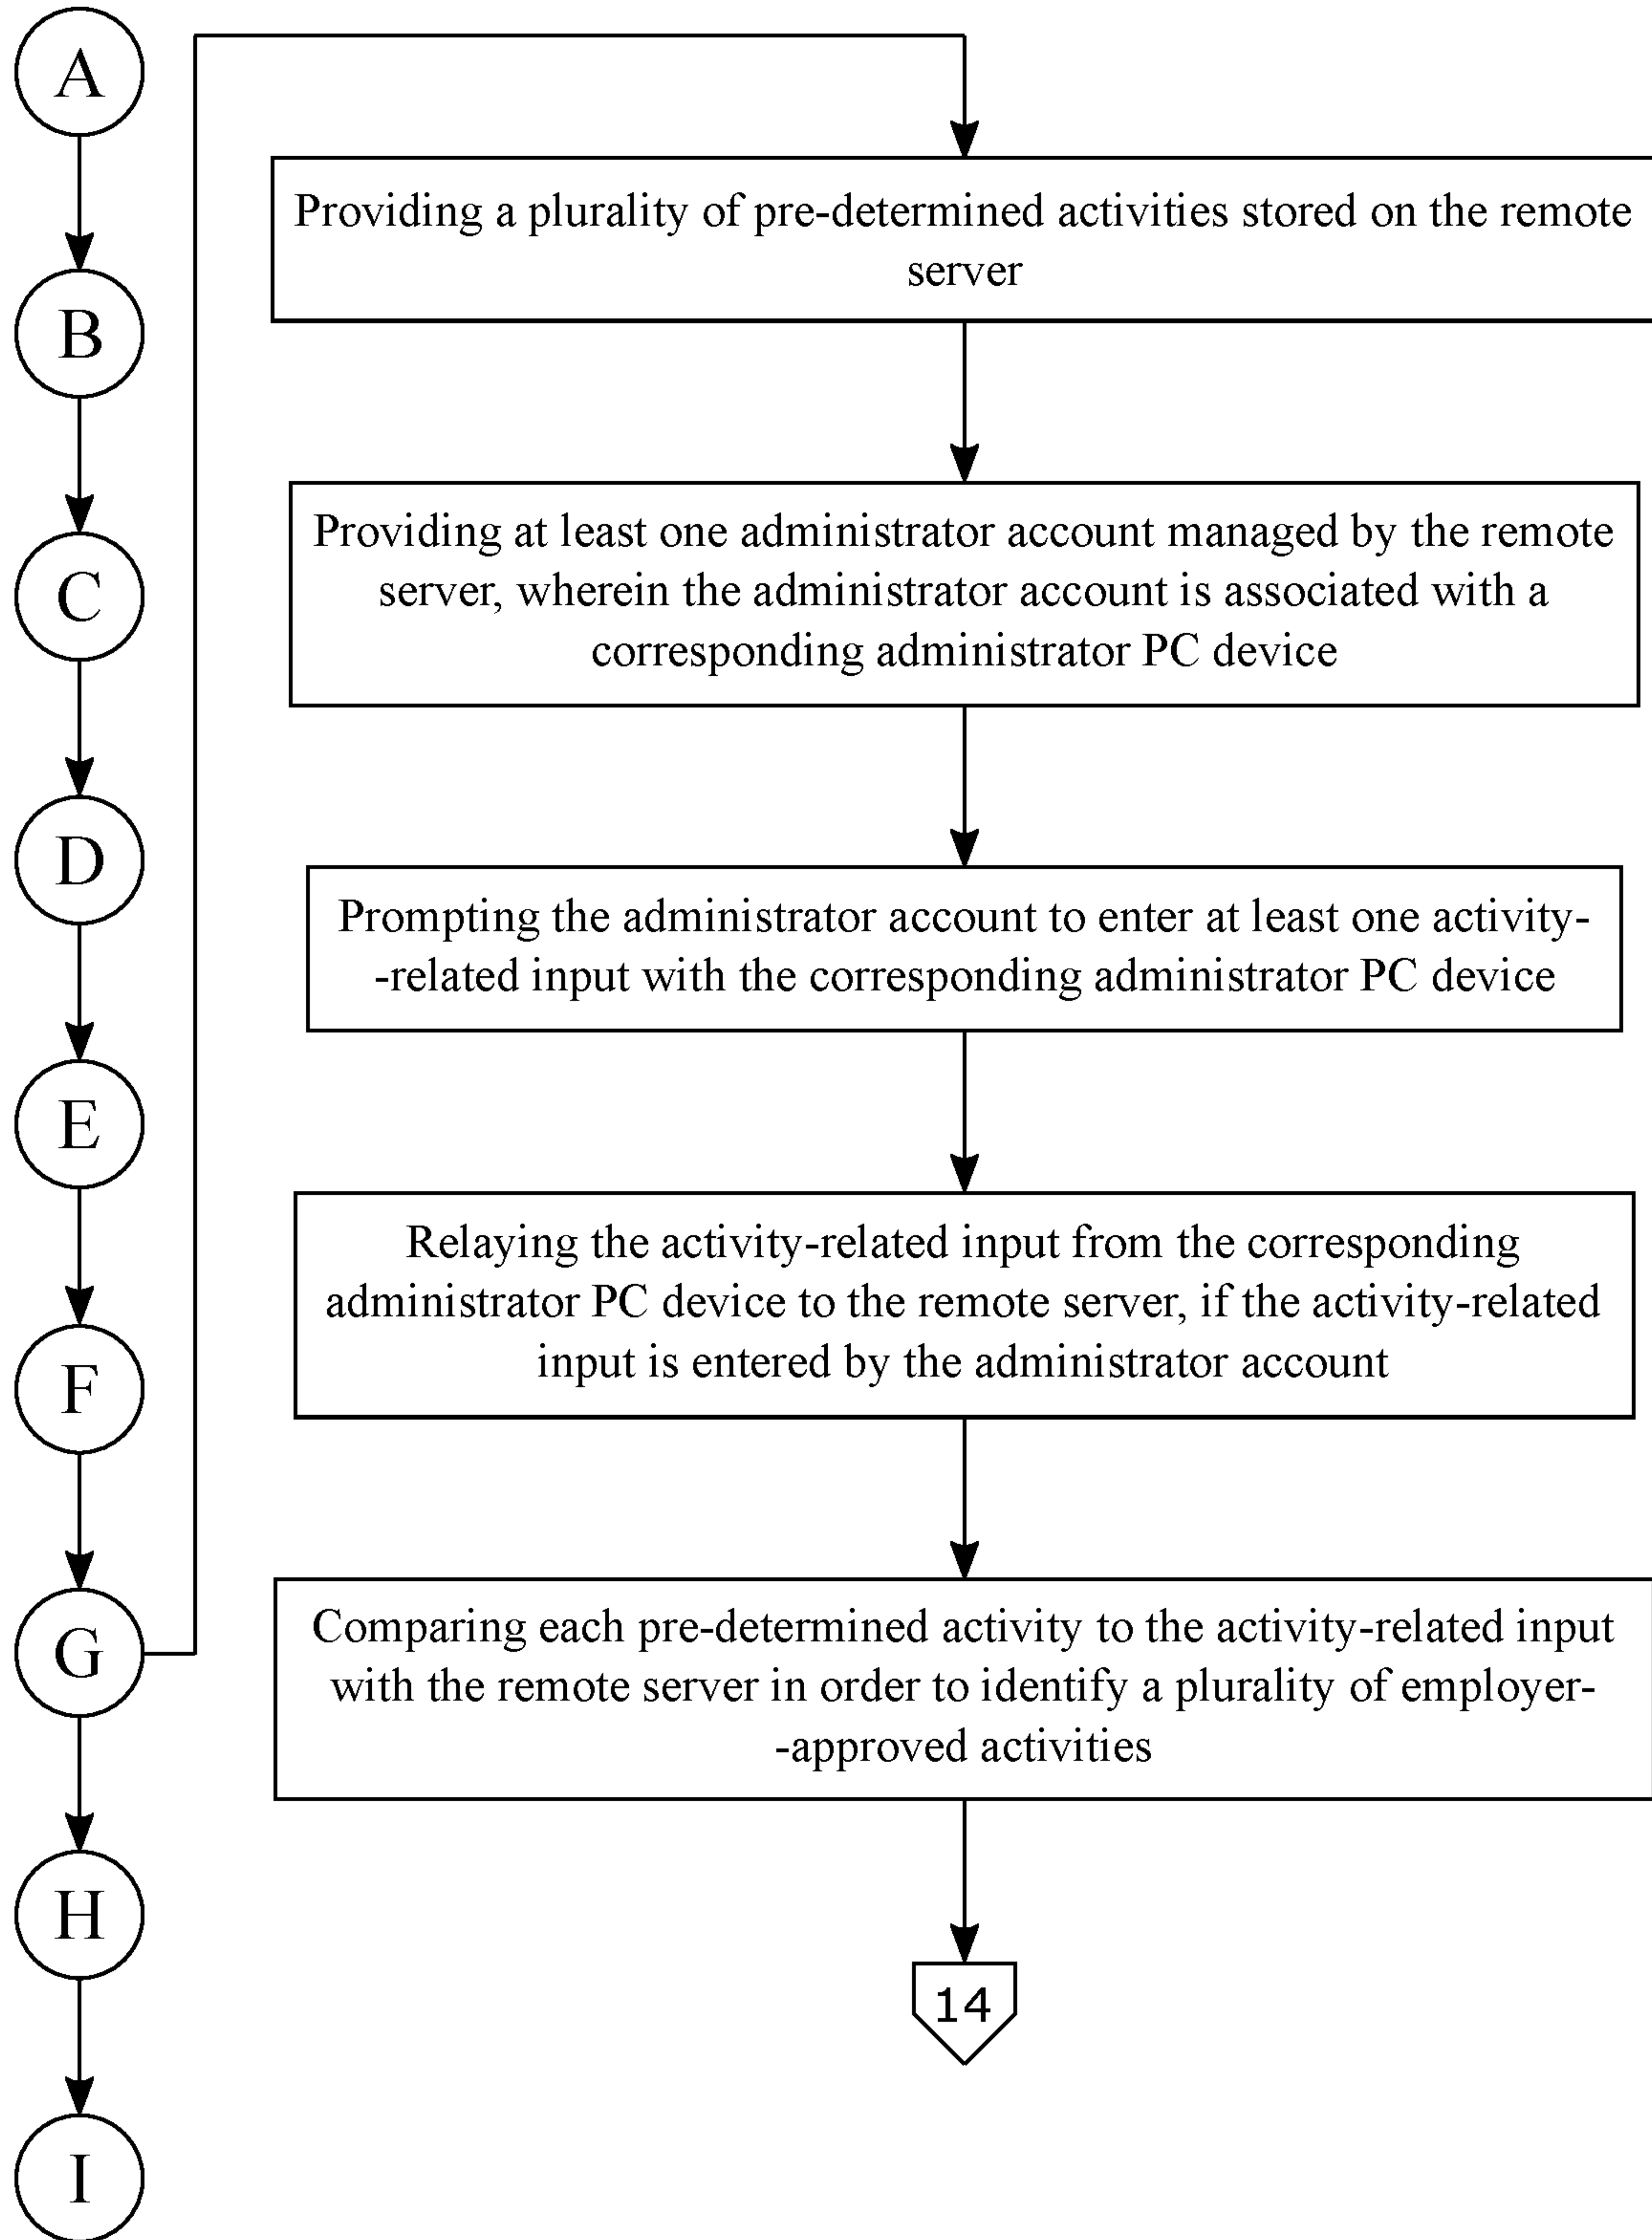 A
B
C
D
E
F
G
H
I
Providing a plurality of pre-determined activities stored on the remote
server
Providing at least one administrator account managed by the remote
server, wherein the administrator account is associated with a
corresponding administrator PC device
Prompting the administrator account to enter at least one activity-
-related input with the corresponding administrator PC device
Relaying the activity-related input from the corresponding
administrator PC device to the remote server, if the activity-related
input is entered by the administrator account
Comparing each pre-determined activity to the activity-related input
with the remote server in order to identify a plurality of employer-
-approved activities
14